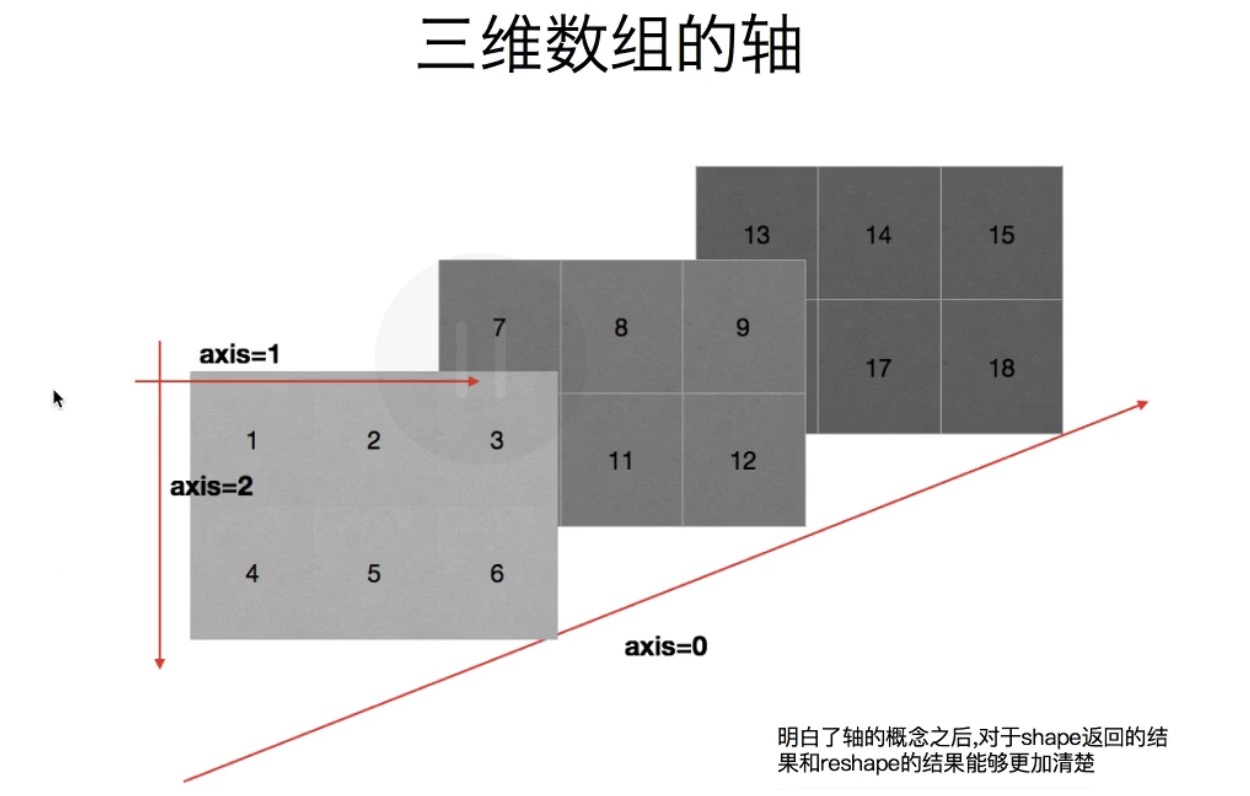 三维数组的轴
13 14 15
7 8 9
17 18
axis=1
1 2 3
11 12
axis=2
4 5 6
axis=0
明白了轴的概念之后,对于shape返回的结
果和reshape的结果能够更加清楚